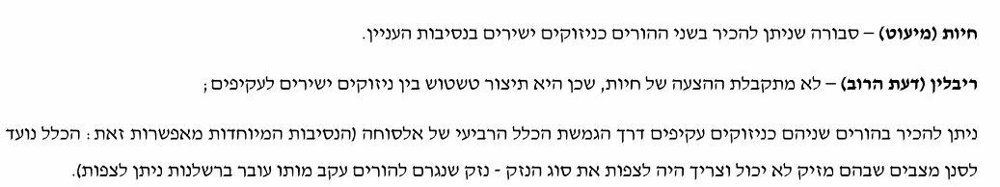 חיות (מיעוט) – סבורה שניתן להכיר בשני ההורים כניזוקים ישירים בנסיבות העניין.
ריבלין (דעת הרוב) – לא מתקבלת ההצעה של חיות, שכן היא תיצור טשטוש בין ניזוקים ישירים לעקיפים;
ניתן להכיר בהורים שניהם כניזוקים עקיפים דרך הגמשת הכלל הרביעי של אלסוחה (הנסיבות המיוחדות מאפשרות זאת: הכלל נועד
לסנן מצבים שבהם מזיק לא יכול וצריך היה לצפות את סוג הנזק - נזק שנגרם להורים עקב מותו עובר ברשלנות ניתן לצפות).